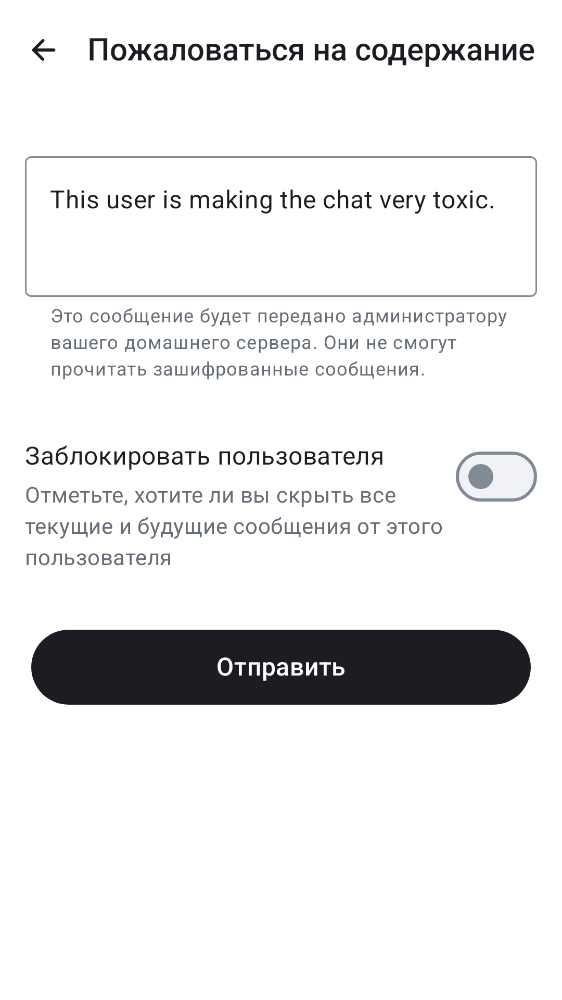 Пожаловаться на содержание
This user is making the chat very toxic.
Это сообщение будет передано администратору
вашего домашнего сервера. Они не смогут
прочитать зашифрованные сообщения.
Заблокировать пользователя
Отметьте, хотите ли вы скрыть все
текущие и будущие сообщения от этого
пользователя
Отправить